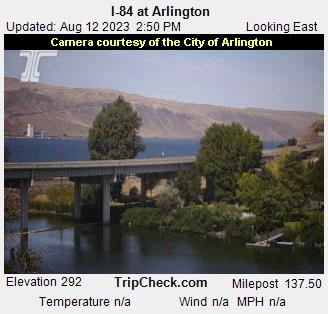 I-84 at Arlington
Updated: Aug 12 2023 2:50 PM Looking East
Camera courtesy of the City of Arlington
Elevation 292 TripCheck.com Milepost 137.50
Temperature n/a Wind n/a MPH n/a